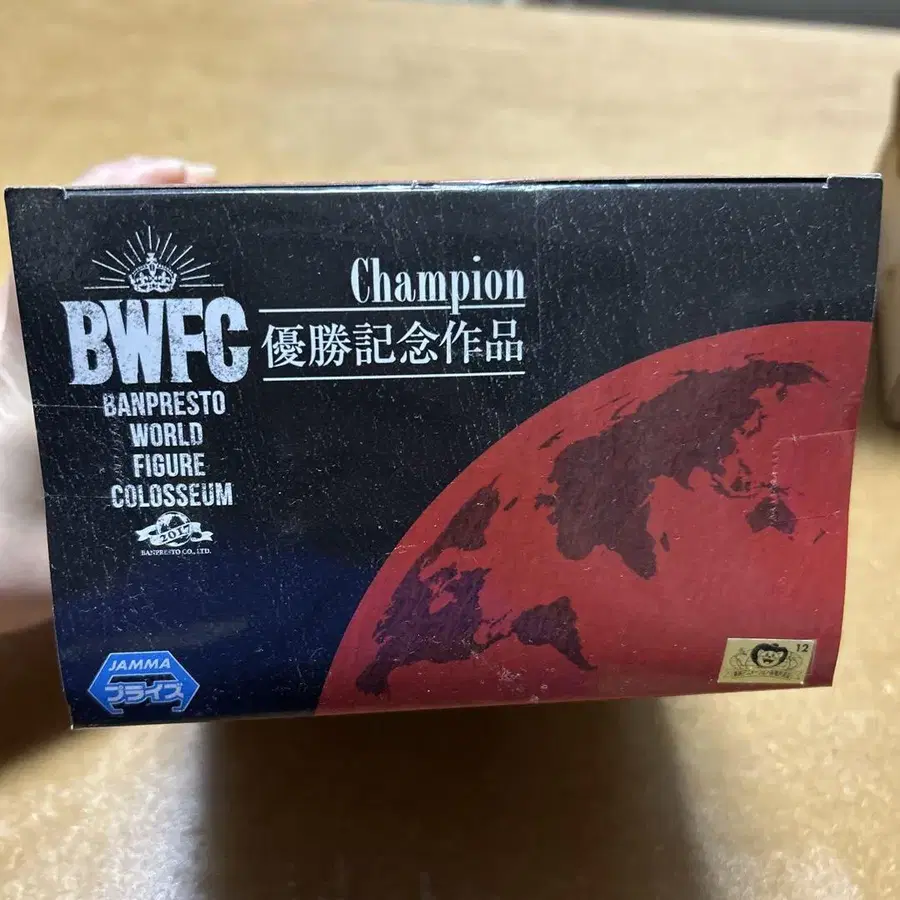 BWFC
BANPRESTO
WORLD
FIGURE
COLOSSEUM
2017
BANPRESTO CO., LTD.
Champion
優勝記念作品
JAMMA
プライズ
12